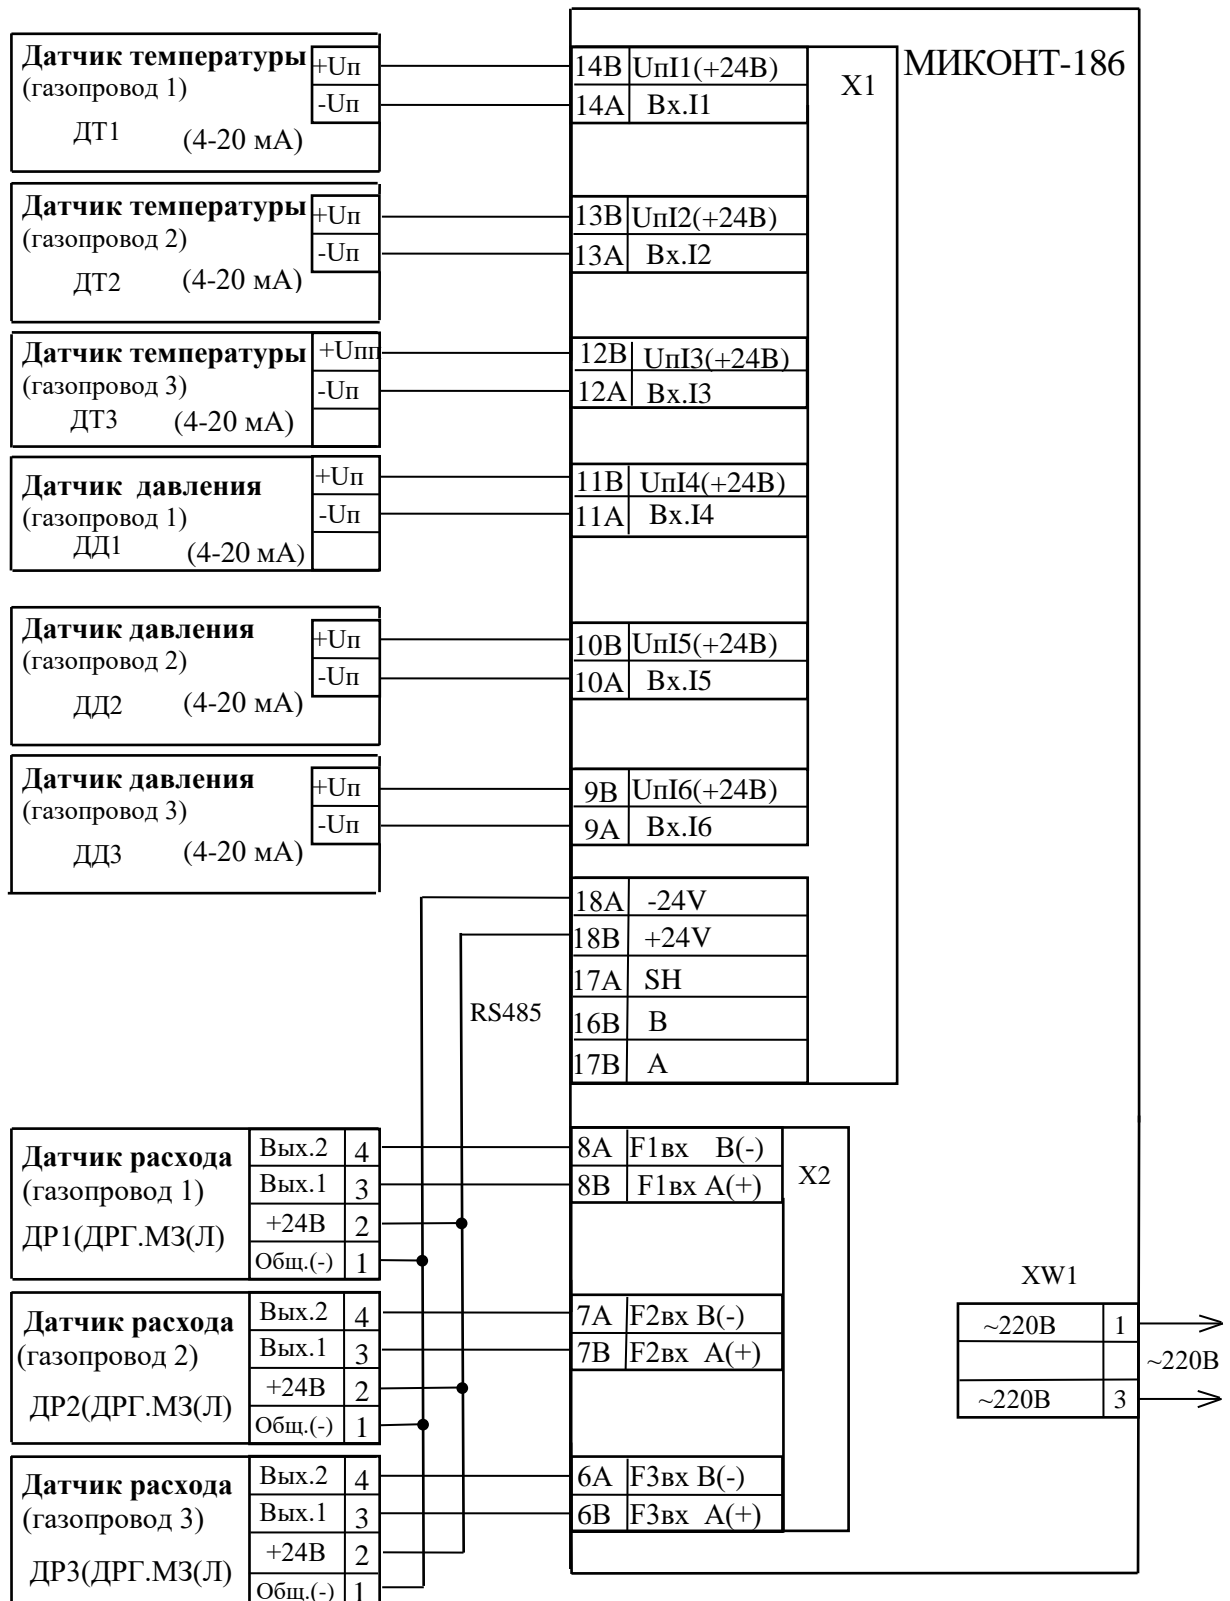 МИКОНТ-186
Датчик температуры
(газопровод 1)
ДТ1 (4-20 мА)
+Uп
-Uп
14В UпI1(+24В)
14А Вх.I1
X1
Датчик температуры
(газопровод 2)
ДТ2 (4-20 мА)
+Uп
-Uп
13В UпI2(+24В)
13А Вх.I2
Датчик температуры
(газопровод 3)
ДТ3 (4-20 мА)
+Uпп
-Uп
12В UпI3(+24В)
12А Вх.I3
Датчик давления
(газопровод 1)
ДД1 (4-20 мА)
+Uп
-Uп
11В UпI4(+24В)
11А Вх.I4
Датчик давления
(газопровод 2)
ДД2 (4-20 мА)
+Uп
-Uп
10В UпI5(+24В)
10А Вх.I5
Датчик давления
(газопровод 3)
ДД3 (4-20 мА)
+Uп
-Uп
9В UпI6(+24В)
9А Вх.I6
18А -24V
18В +24V
17А SH
16В В
17В А
RS485
Датчик расхода
(газопровод 1)
ДР1(ДРГ.МЗ(Л)
Вых.2 4
Вых.1 3
+24В 2
Общ.(-) 1
8А F1вх В(-)
8В F1вх А(+)
X2
Датчик расхода
(газопровод 2)
ДР2(ДРГ.МЗ(Л)
Вых.2 4
Вых.1 3
+24В 2
Общ.(-) 1
7А F2вх В(-)
7В F2вх А(+)
XW1
~220В 1
~220В
~220В 3
Датчик расхода
(газопровод 3)
ДР3(ДРГ.МЗ(Л)
Вых.2 4
Вых.1 3
+24В 2
Общ.(-) 1
6А F3вх В(-)
6В F3вх А(+)